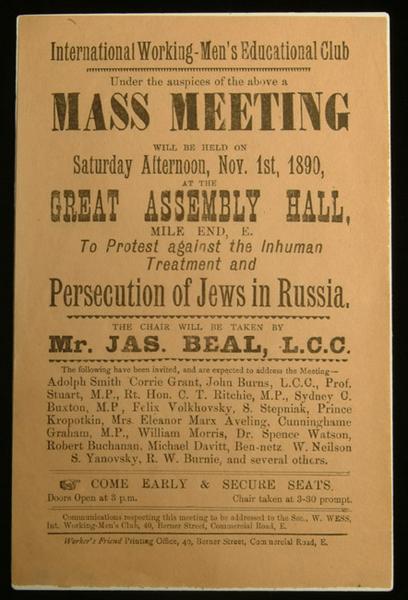 International Working-Men's Educational Club
Under the auspices of the above a
MASS MEETING
WILL BE HELD ON
Saturday Afternoon, Nov. 1st, 1890,
AT THE
GREAT ASSEMBLY HALL,
MILE END, E.
To Protest against the Inhuman
Treatment and
Persecution of Jews in Russia.
THE CHAIR WILL BE TAKEN BY
Mr. JAS. BEAL, L.C.C.
The following have been invited, and are expected to address the Meeting—
Adolph Smith Corrie Grant, John Burns, L.C.C., Prof.
Stuart, M.P., Rt. Hon. C. T. Ritchie, M.P., Sydney C.
Buxton, M.P, Felix Volkhovsky, S. Stepniak, Prince
Kropotkin, Mrs. Eleanor Marx Aveling, Cunninghame
Graham, M.P., William Morris, Dr. Spence Watson,
Robert Buchanan, Michael Davitt, Ben-netz W. Neilson
S. Yanovsky, R. W. Burnie, and several others.
COME EARLY & SECURE SEATS.
Doors Open at 3 p.m. Chair taken at 3-30 prompt.
Communications respecting this meeting to be addressed to the Sec., W. WESS,
Int. Working-Men's Club, 40, Berner Street, Commercial Road, E.
Worker's Friend Printing Office, 40, Berner Street, Commercial Road, E.